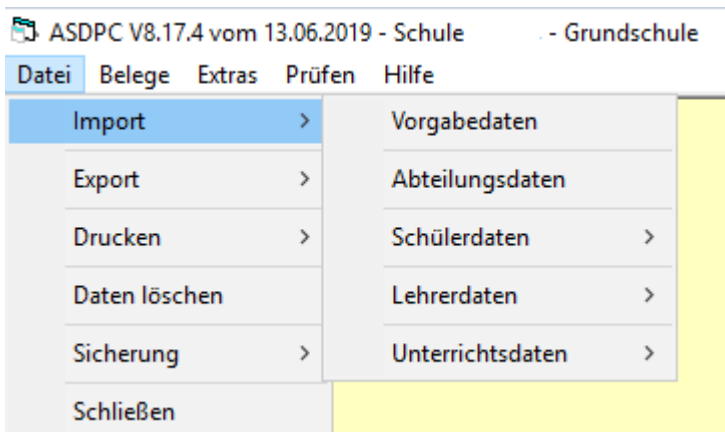 ASDPC V8.17.4 vom 13.06.2019 - Schule - Grundschule
Datei Belege Extras Prüfen Hilfe
Import > Vorgabedaten
Export > Abteilungsdaten
Drucken > Schülerdaten >
Daten löschen Lehrerdaten >
Sicherung > Unterrichtsdaten >
Schließen